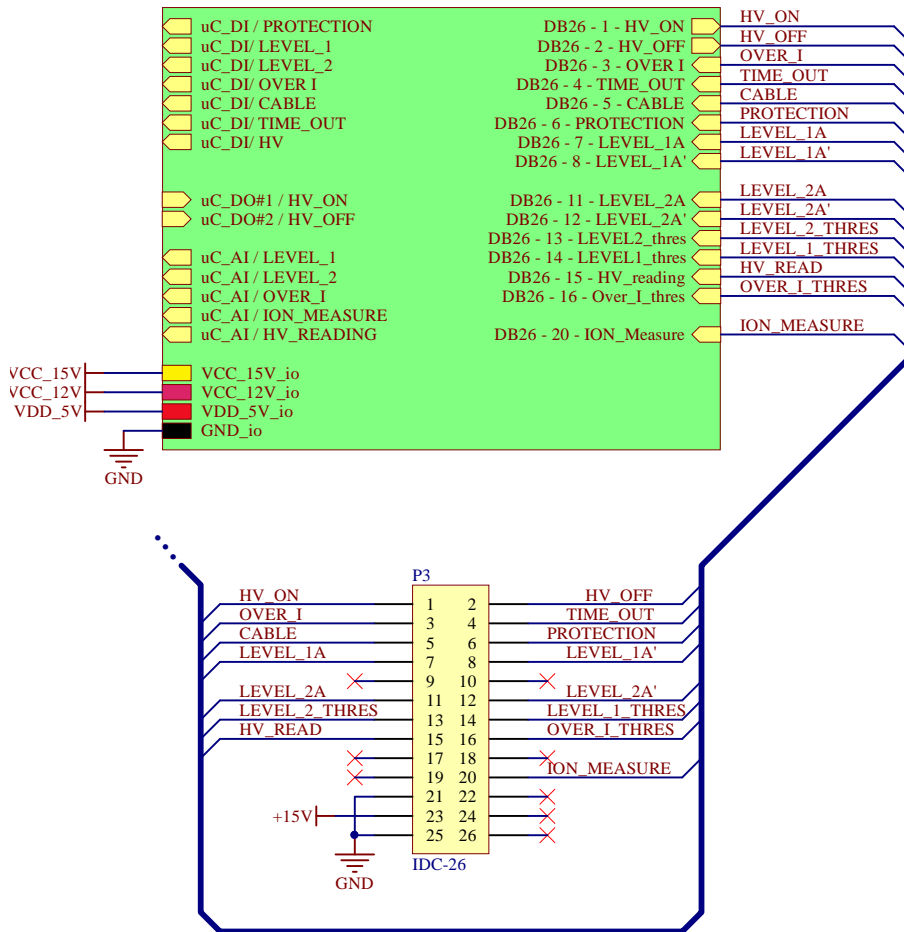 uC_DI / PROTECTION
uC_DI/ LEVEL_1
uC_DI/ LEVEL_2
uC_DI/ OVER I
uC_DI/ CABLE
uC_DI/ TIME_OUT
uC_DI/ HV
uC_DO#1 / HV_ON
uC_DO#2 / HV_OFF
uC_AI / LEVEL_1
uC_AI / LEVEL_2
uC_AI / OVER_I
uC_AI / ION_MEASURE
uC_AI / HV_READING
VCC_15V VCC_15V_io
VCC_12V VCC_12V_io
VDD_5V VDD_5V_io
GND_io
GND
DB26 - 1 - HV_ON HV_ON
DB26 - 2 - HV_OFF HV_OFF
DB26 - 3 - OVER I OVER_I
DB26 - 4 - TIME_OUT TIME_OUT
DB26 - 5 - CABLE CABLE
DB26 - 6 - PROTECTION PROTECTION
DB26 - 7 - LEVEL_1A LEVEL_1A
DB26 - 8 - LEVEL_1A' LEVEL_1A'
DB26 - 11 - LEVEL_2A LEVEL_2A
DB26 - 12 - LEVEL_2A' LEVEL_2A'
DB26 - 13 - LEVEL2_thres LEVEL_2_THRES
DB26 - 14 - LEVEL1_thres LEVEL_1_THRES
DB26 - 15 - HV_reading HV_READ
DB26 - 16 - Over_I_thres OVER_I_THRES
DB26 - 20 - ION_Measure ION_MEASURE
P3
HV_ON 1 2 HV_OFF
OVER_I 3 4 TIME_OUT
CABLE 5 6 PROTECTION
LEVEL_1A 7 8 LEVEL_1A'
9 10
LEVEL_2A 11 12 LEVEL_2A'
LEVEL_2_THRES 13 14 LEVEL_1_THRES
HV_READ 15 16 OVER_I_THRES
17 18
19 20 ION_MEASURE
21 22
+15V 23 24
25 26
GND
IDC-26